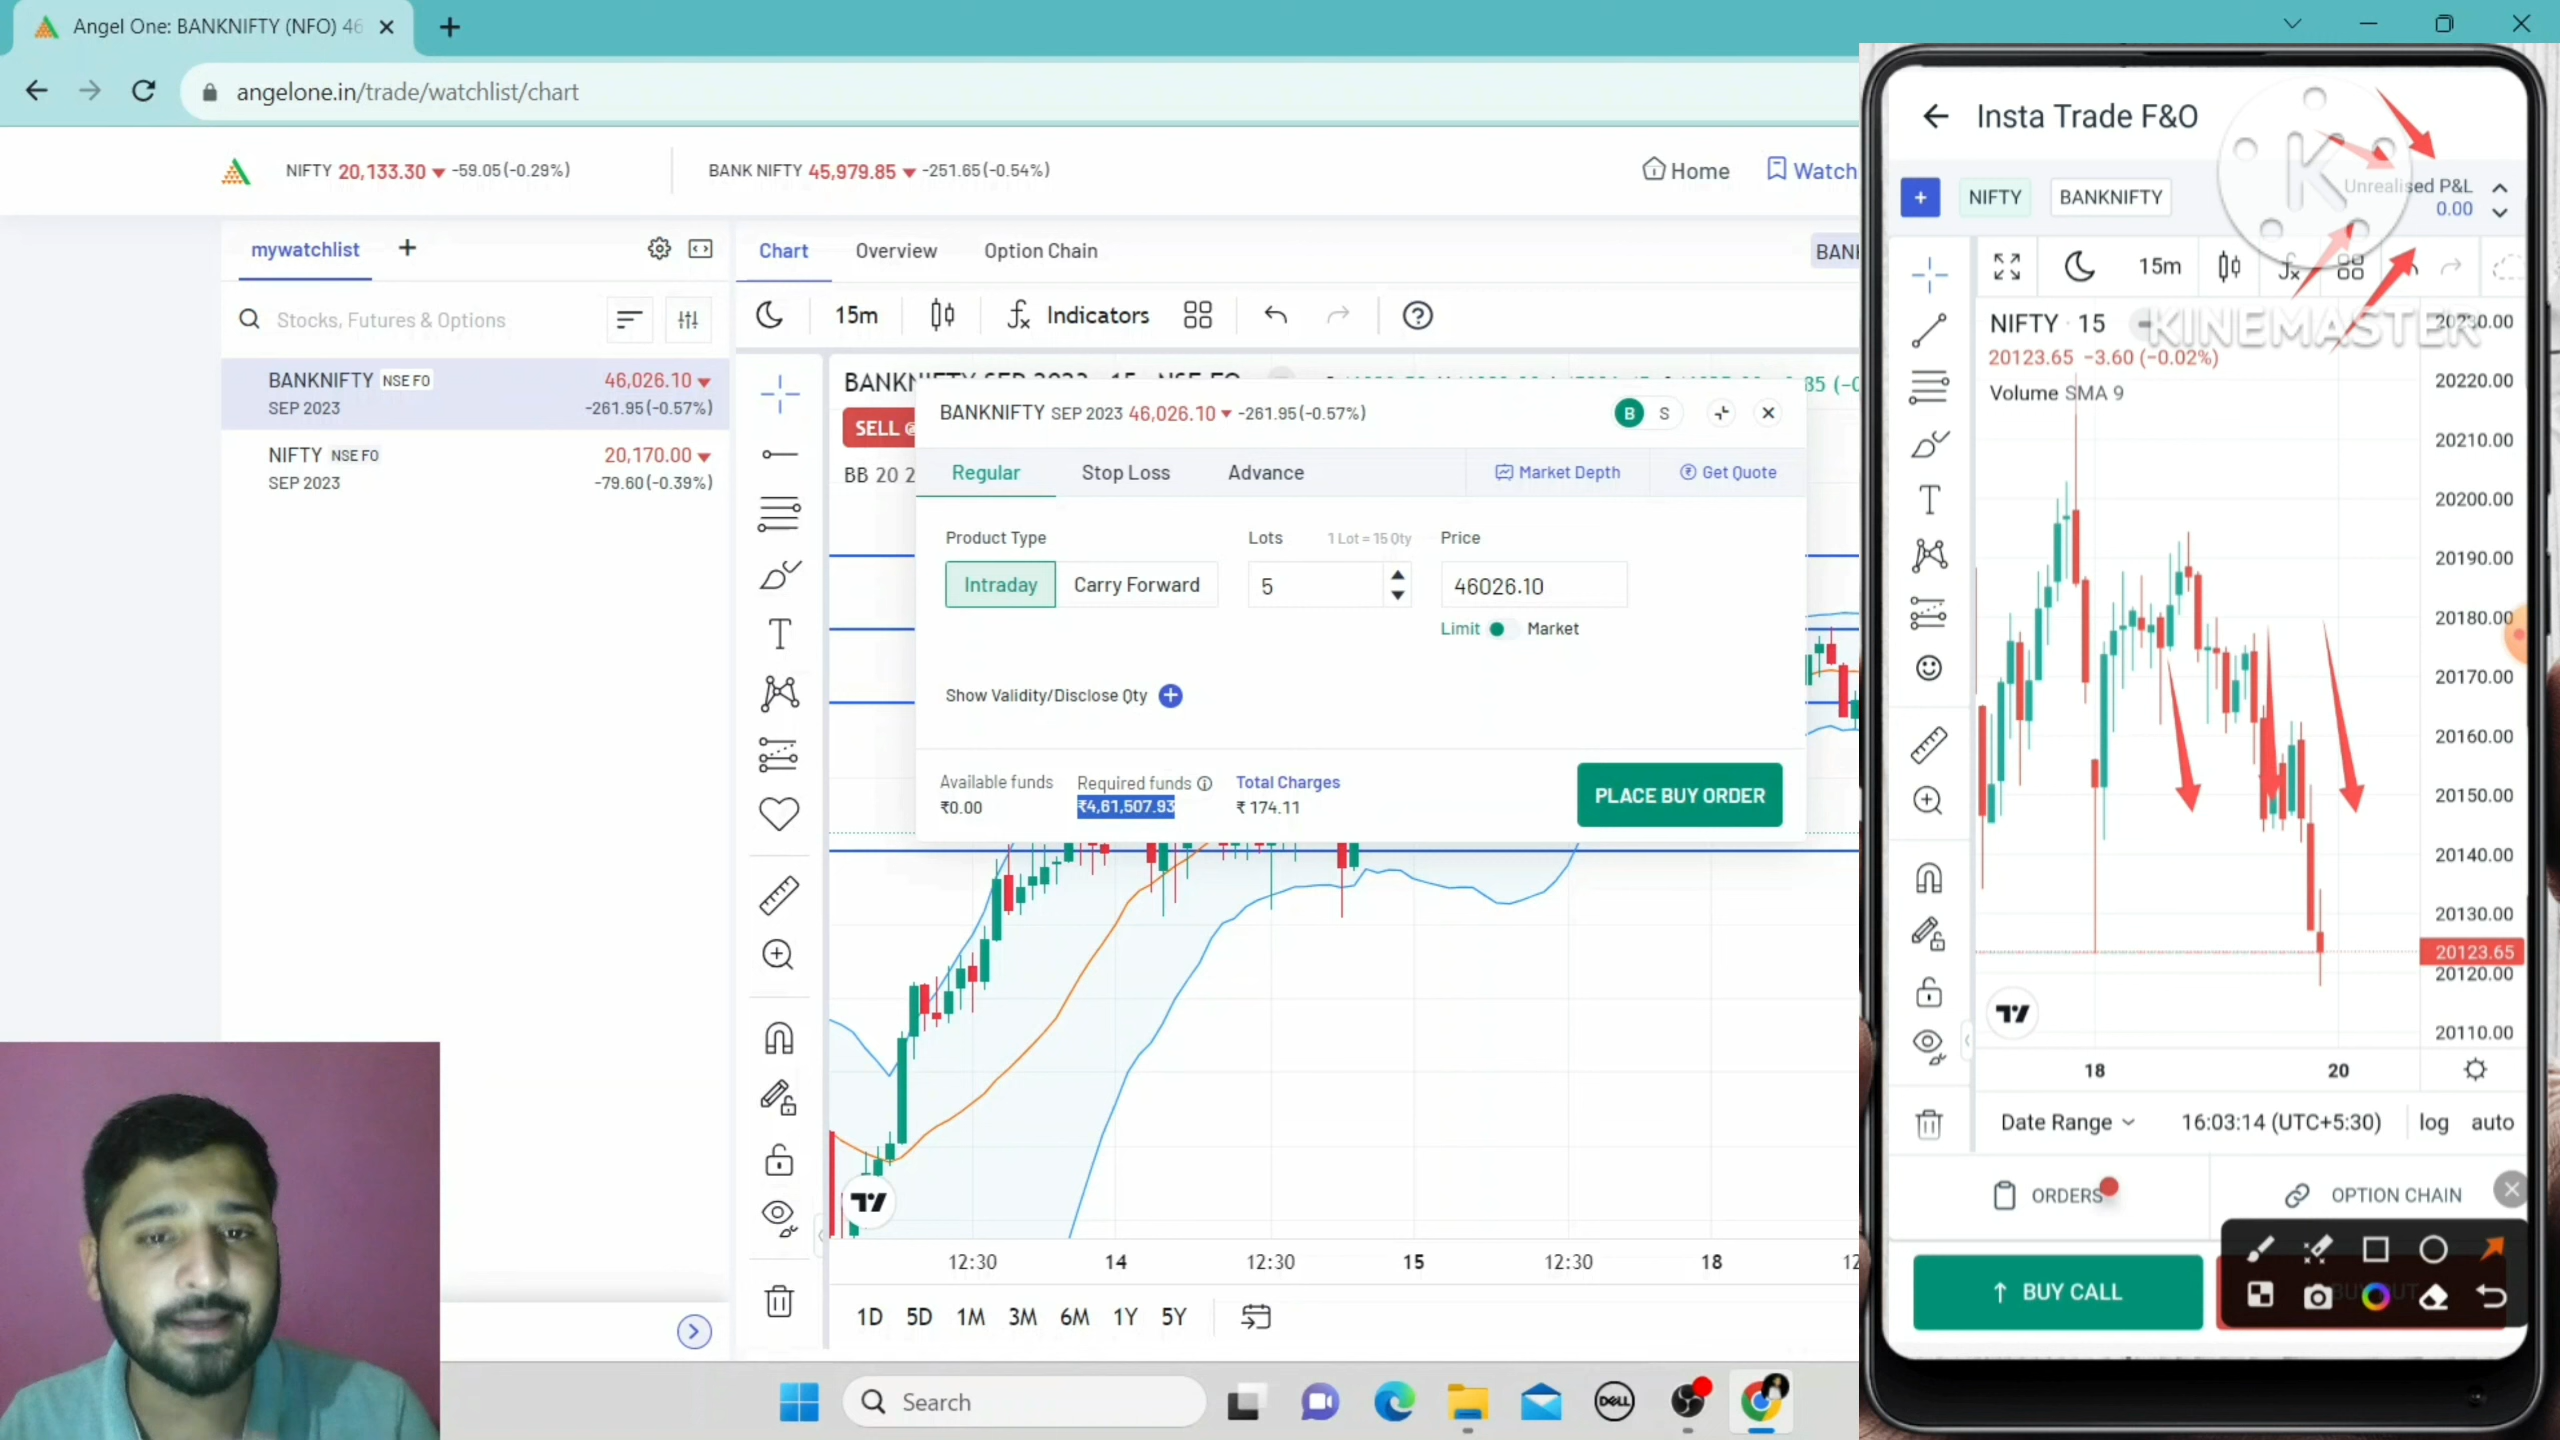 Angel One: BANKNIFTY (NFO) 46
angelone.in/trade/watchlist/chart
NIFTY 20,133.30 -59.05(-0.29%)
BANK NIFTY 45,979.85 -251.65(-0.54%)
Home
Watch
mywatchlist
Stocks, Futures & Options
BANKNIFTY NSE FO 46,026.10
SEP 2023 -261.95(-0.57%)
NIFTY NSE FO 20,170.00
SEP 2023 -79.60(-0.39%)
Chart Overview Option Chain
15m Indicators
SELL
BB 20 2
BANKNIFTY SEP 2023 46,026.10 -261.95(-0.57%)
B S
Regular Stop Loss Advance Market Depth Get Quote
Product Type Lots 1 Lot = 15 Qty Price
Intraday Carry Forward 5 46026.10
Limit Market
Show Validity/Disclose Qty
Available funds Required funds Total Charges
₹0.00 ₹4,61,507.93 ₹ 174.11
PLACE BUY ORDER
12:30 14 12:30 15 12:30 18 12
1D 5D 1M 3M 6M 1Y 5Y
Search
DELL
Insta Trade F&O
NIFTY BANKNIFTY
Unrealised P&L
0.00
15m
K
KINEMASTER
NIFTY · 15
20123.65 −3.60 (−0.02%)
Volume SMA 9
20230.00
20220.00
20210.00
20200.00
20190.00
20180.00
20170.00
20160.00
20150.00
20140.00
20130.00
20123.65
20120.00
20110.00
18 20
Date Range 16:03:14 (UTC+5:30) log auto
ORDERS OPTION CHAIN
BUY CALL